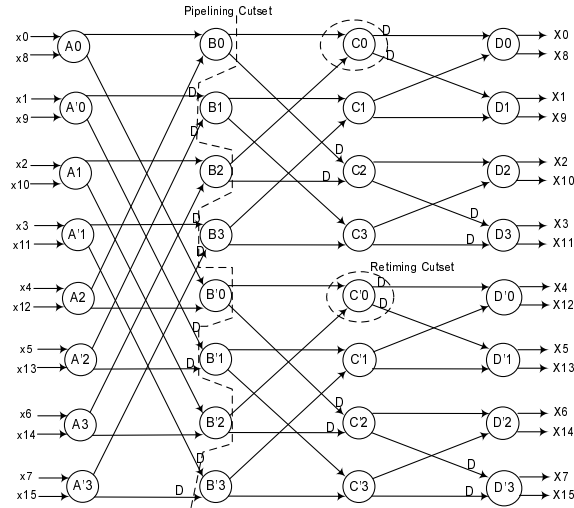 Pipelining Cutset
x0 A0 B0 C0 D D0 X0
x8 D X8
x1 A'0 D B1 C1 D1 X1
x9 D X9
x2 A1 B2 D C2 D2 X2
x10 D X10
x3 A'1 D B3 C3 D D3 X3
x11 D D X11
Retiming Cutset
x4 A2 B'0 C'0 D D'0 X4
x12 D X12
x5 A'2 D B'1 C'1 D'1 X5
x13 D X13
x6 A3 B'2 D C'2 D'2 X6
x14 D X14
x7 A'3 D B'3 C'3 D D'3 X7
x15 D D X15